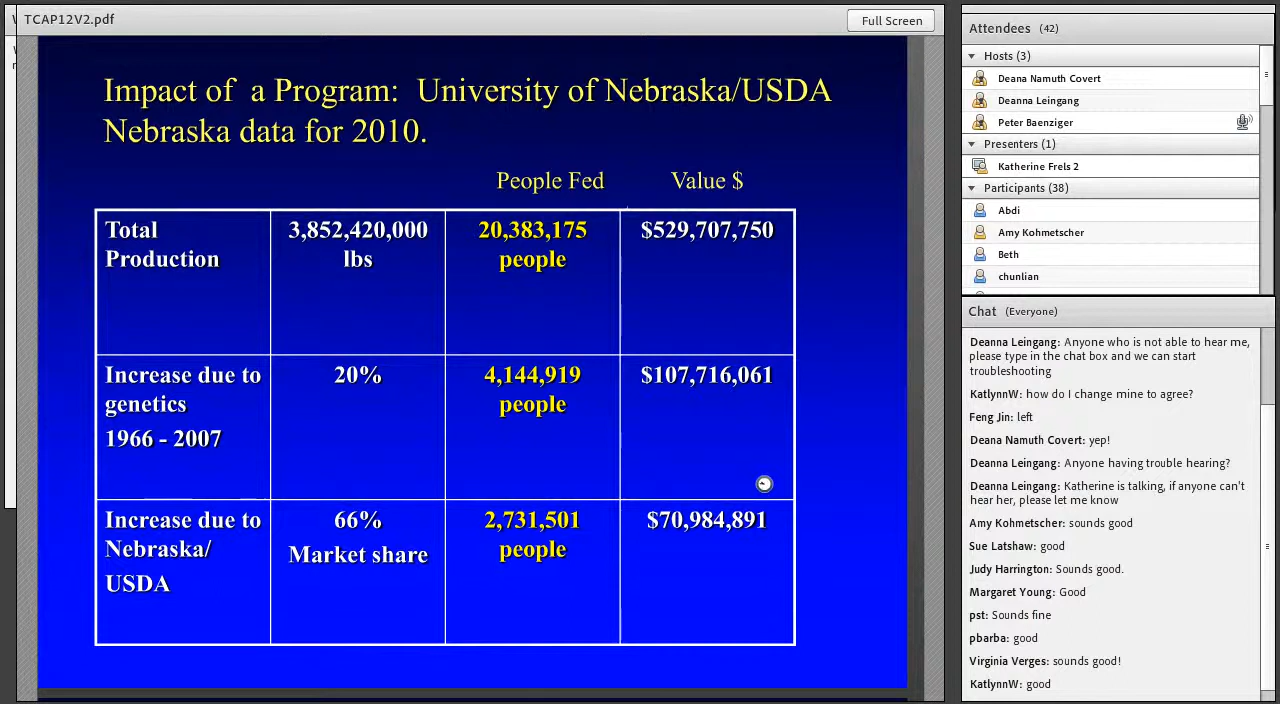 TCAP12V2.pdf
Full Screen
Impact of a Program: University of Nebraska/USDA
Nebraska data for 2010.
People Fed
Value $
Total
Production
3,852,420,000
lbs
20,383,175
people
$529,707,750
Increase due to
genetics
1966 - 2007
20%
4,144,919
people
$107,716,061
Increase due to
Nebraska/
USDA
66%
Market share
2,731,501
people
$70,984,891
Attendees (42)
Hosts (3)
Deana Namuth Covert
Deanna Leingang
Peter Baenziger
Presenters (1)
Katherine Frels 2
Participants (38)
Abdi
Amy Kohmetscher
Beth
chunlian
Chat (Everyone)
Deanna Leingang: Anyone who is not able to hear me,
please type in the chat box and we can start
troubleshooting
KatlynnW: how do I change mine to agree?
Feng Jin: left
Deana Namuth Covert: yep!
Deanna Leingang: Anyone having trouble hearing?
Deanna Leingang: Katherine is talking, if anyone can't
hear her, please let me know
Amy Kohmetscher: sounds good
Sue Latshaw: good
Judy Harrington: Sounds good.
Margaret Young: Good
pst: Sounds fine
pbarba: good
Virginia Verges: sounds good!
KatlynnW: good